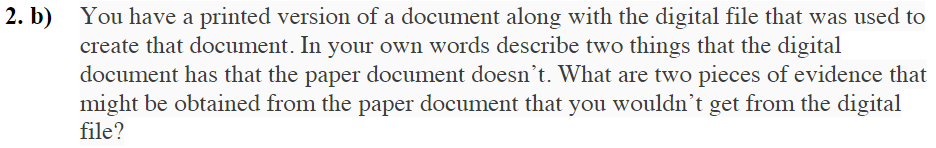 2. b) You have a printed version of a document along with the digital file that was used to
create that document. In your own words describe two things that the digital
document has that the paper document doesn’t. What are two pieces of evidence that
might be obtained from the paper document that you wouldn’t get from the digital
file?